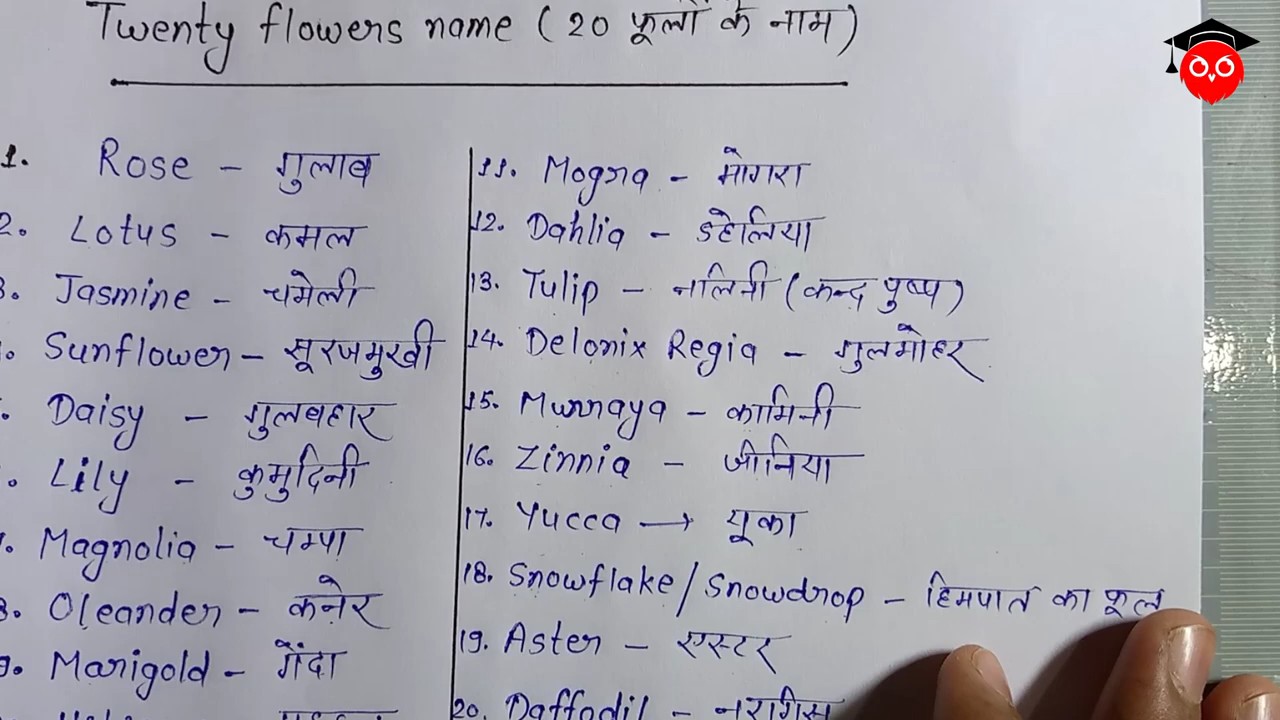 Twenty flowers name (20 फूलों के नाम)
1. Rose - गुलाब
2. Lotus - कमल
3. Jasmine - चमेली
. Sunflower - सूरजमुखी
. Daisy - गुलबहार
. Lily - कुमुदिनी
. Magnolia - चम्पा
8. Oleander - कनेर
9. Marigold - गेंदा
11. Mogra - मोगरा
12. Dahlia - डहेलिया
13. Tulip - नलिनी (कन्द पुष्प)
14. Delonix Regia - गुलमोहर
15. Murraya - कामिनी
16. Zinnia - जीनिया
17. Yucca → यूका
18. Snowflake/Snowdrop - हिमपात का फूल
19. Aster - एस्टर
20. Daffodil - नरगिस